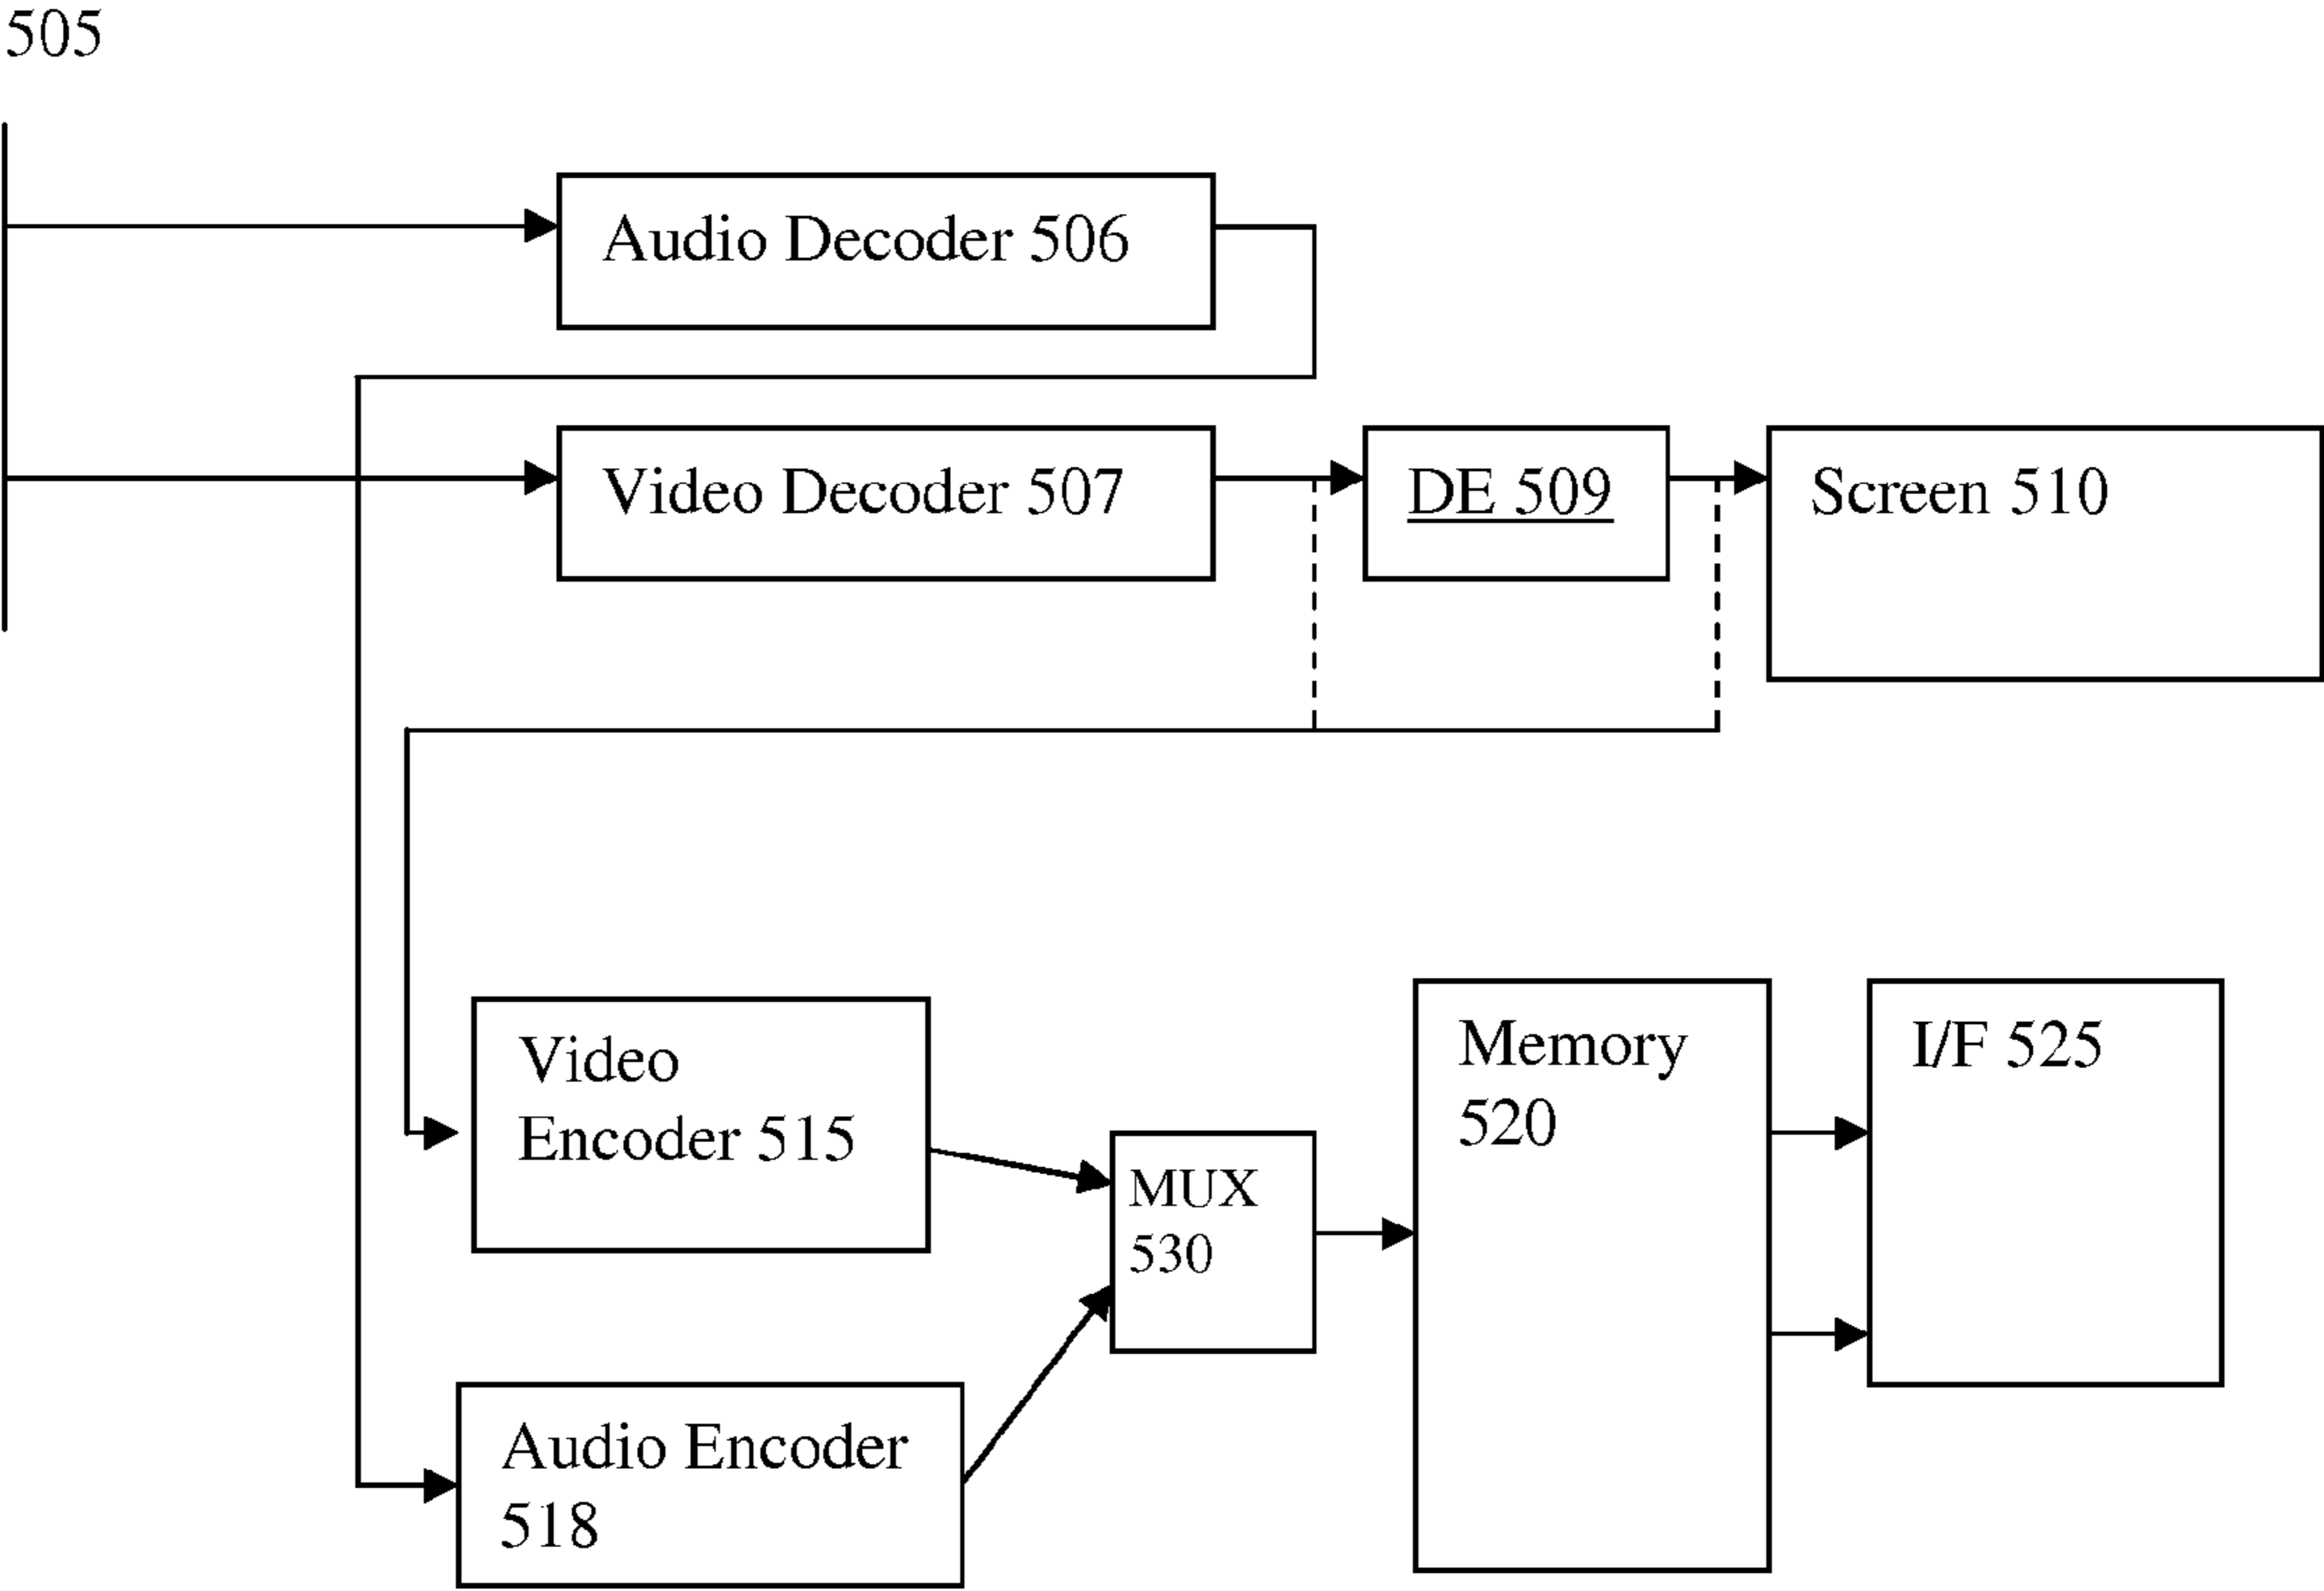 505
Audio Decoder 506
Video Decoder 507
DE 509
Screen 510
Video
Encoder 515
MUX
530
Memory
520
I/F 525
Audio Encoder
518